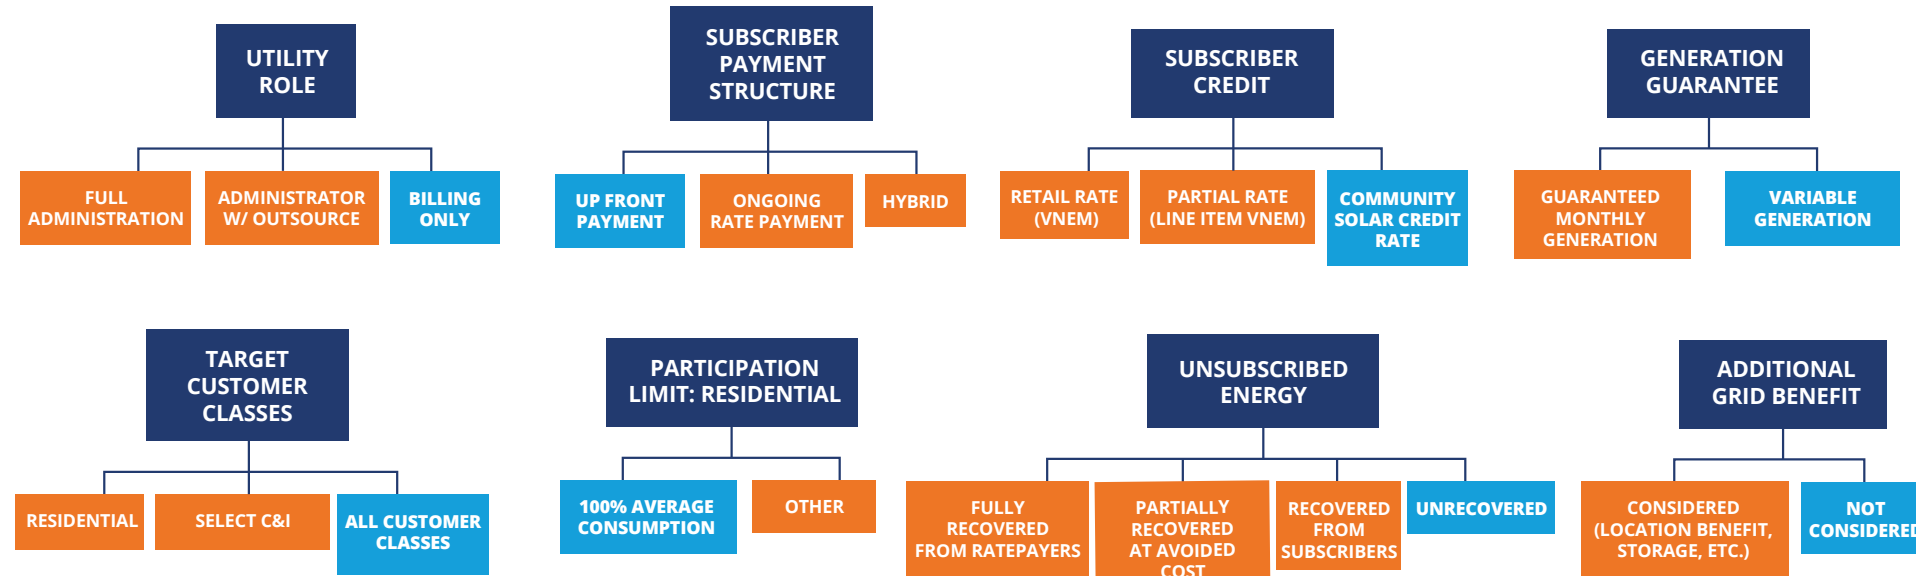 UTILITY
ROLE
FULL
ADMINISTRATION
ADMINISTRATOR
W/ OUTSOURCE
BILLING
ONLY
SUBSCRIBER
PAYMENT
STRUCTURE
UP FRONT
PAYMENT
ONGOING
RATE PAYMENT
HYBRID
SUBSCRIBER
CREDIT
RETAIL RATE
(VNEM)
PARTIAL RATE
(LINE ITEM VNEM)
COMMUNITY
SOLAR CREDIT
RATE
GENERATION
GUARANTEE
GUARANTEED
MONTHLY
GENERATION
VARIABLE
GENERATION
TARGET
CUSTOMER
CLASSES
RESIDENTIAL
SELECT C&I
ALL CUSTOMER
CLASSES
PARTICIPATION
LIMIT: RESIDENTIAL
100% AVERAGE
CONSUMPTION
OTHER
UNSUBSCRIBED
ENERGY
FULLY
RECOVERED
FROM RATEPAYERS
PARTIALLY
RECOVERED
AT AVOIDED
COST
RECOVERED
FROM
SUBSCRIBERS
UNRECOVERED
ADDITIONAL
GRID BENEFIT
CONSIDERED
(LOCATION BENEFIT,
STORAGE, ETC.)
NOT
CONSIDERED